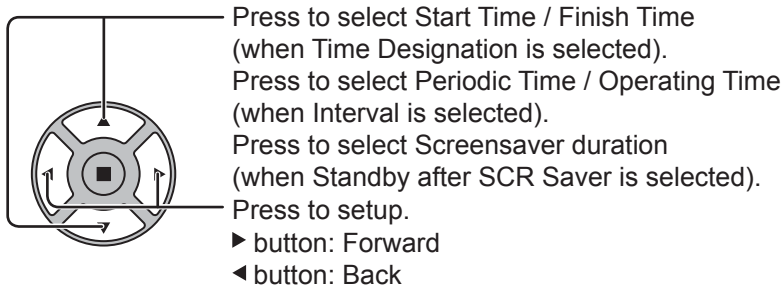 Press to select Start Time / Finish Time
(when Time Designation is selected).
Press to select Periodic Time / Operating Time
(when Interval is selected).
Press to select Screensaver duration
(when Standby after SCR Saver is selected).
Press to setup.
▶ button: Forward
◀ button: Back